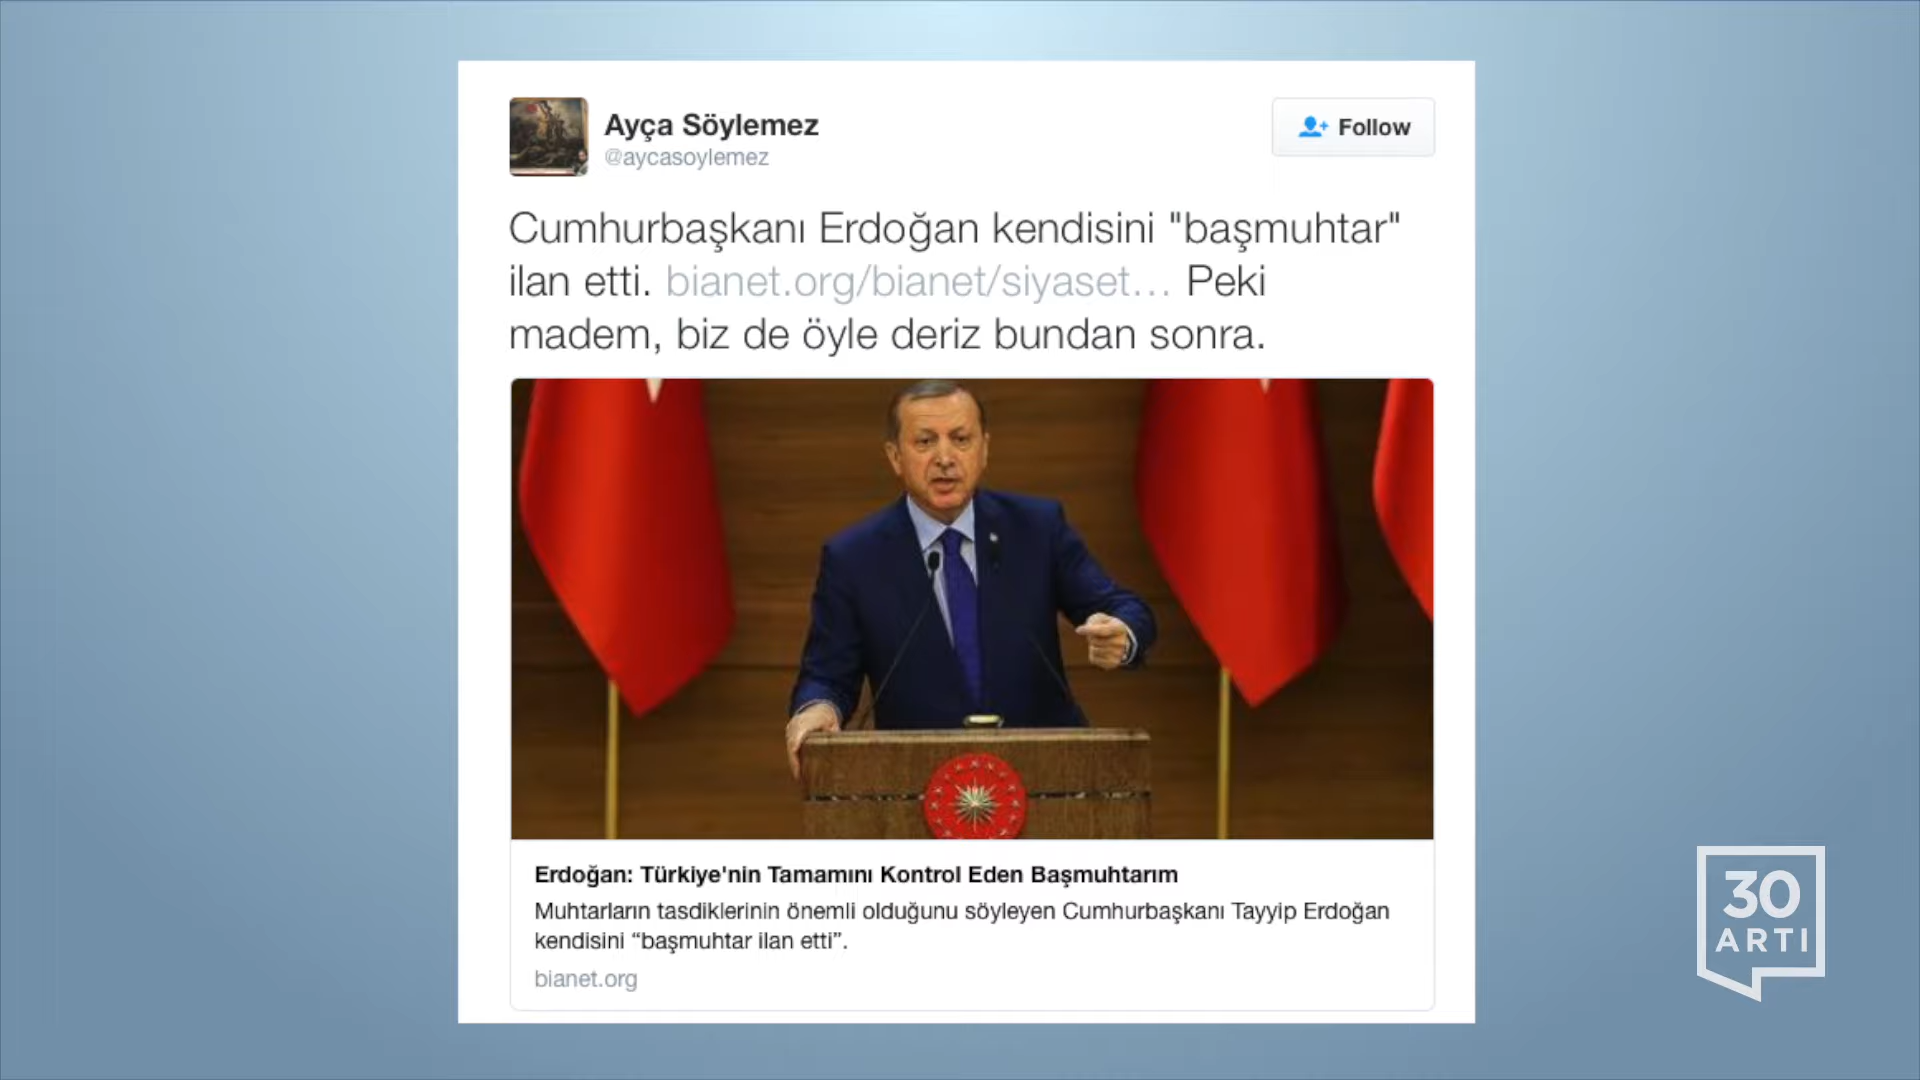 Ayça Söylemez
@aycasoylemez
Follow
Cumhurbaşkanı Erdoğan kendisini "başmuhtar"
ilan etti. bianet.org/bianet/siyaset... Peki
madem, biz de öyle deriz bundan sonra.
Erdoğan: Türkiye'nin Tamamını Kontrol Eden Başmuhtarım
Muhtarların tasdiklerinin önemli olduğunu söyleyen Cumhurbaşkanı Tayyip Erdoğan
kendisini “başmuhtar ilan etti”.
bianet.org
30
ARTI